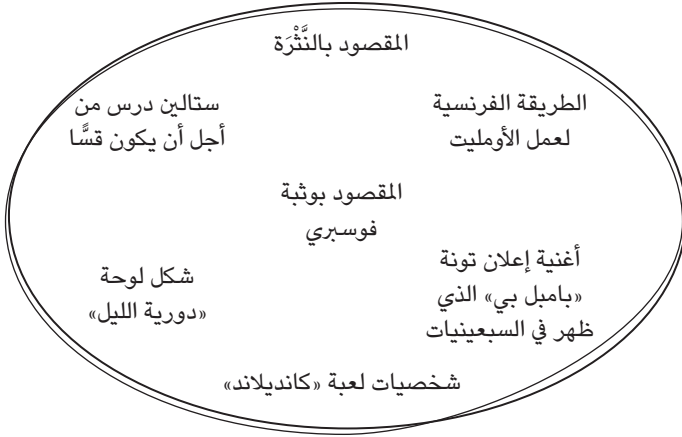 المقصود بالنَّثْرَة
الطريقة الفرنسية
لعمل الأومليت
ستالين درس من
أجل أن يكون قسًّا
المقصود بوثبة
فوسبري
أغنية إعلان تونة
«بامبل بي» الذي
ظهر في السبعينيات
شكل لوحة
«دورية الليل»
شخصيات لعبة «كانديلاند»